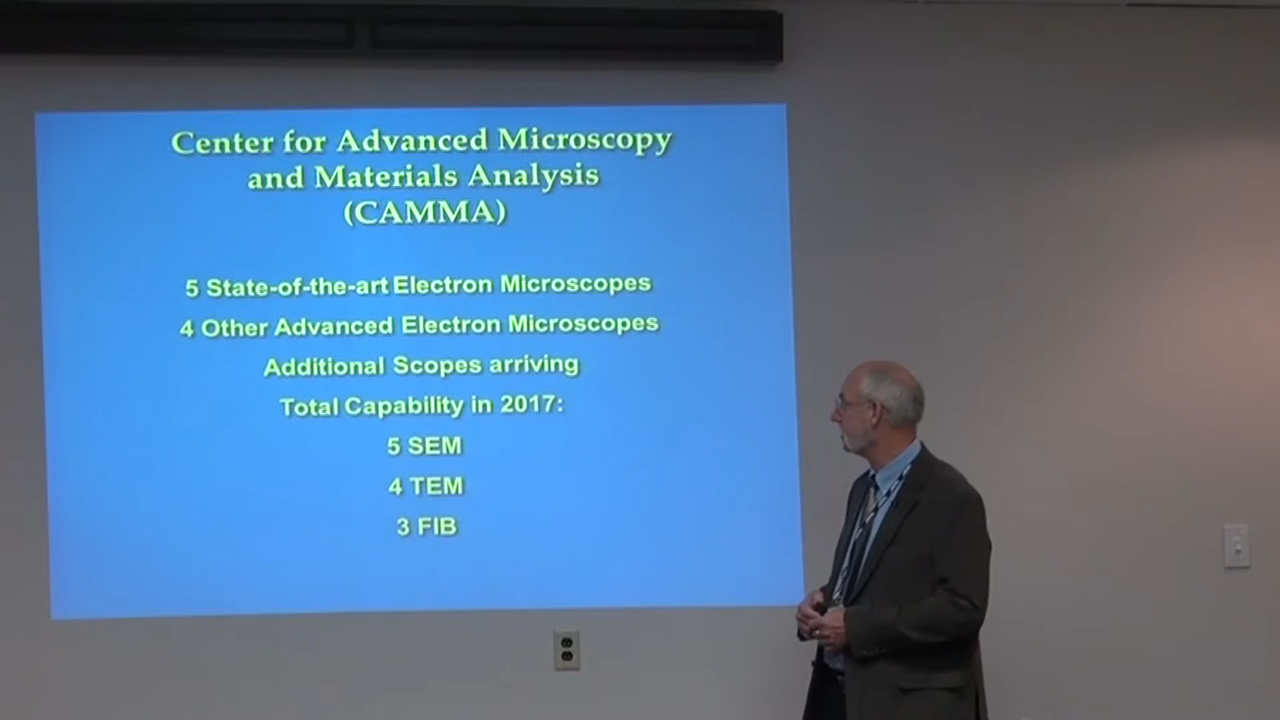 Center for Advanced Microscopy
and Materials Analysis
(CAMMA)
5 State-of-the-art Electron Microscopes
4 Other Advanced Electron Microscopes
Additional Scopes arriving
Total Capability in 2017:
5 SEM
4 TEM
3 FIB